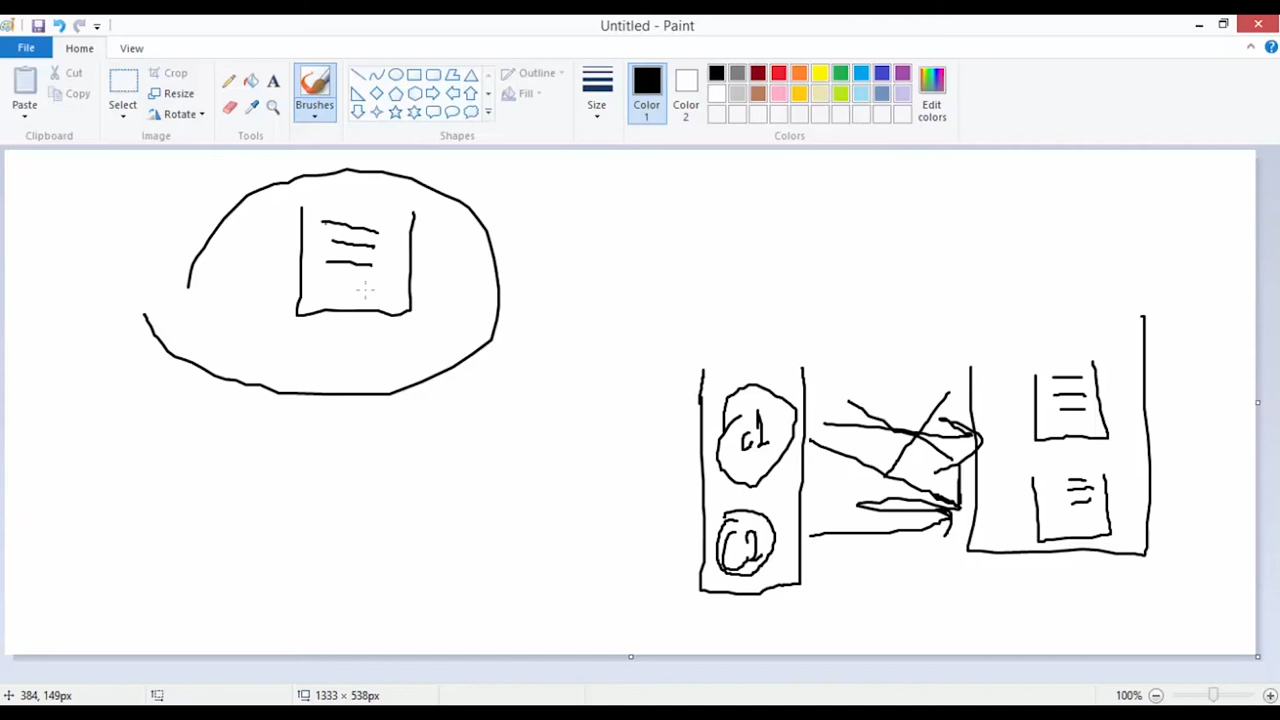 Untitled - Paint
File
Home
View
Paste
Cut
Copy
Clipboard
Select
Crop
Resize
Rotate
Image
A
Tools
Brushes
Outline
Fill
Shapes
Size
Color
1
Color
2
Edit
colors
Colors
c1
C2
384, 149px
1333 × 538px
100%